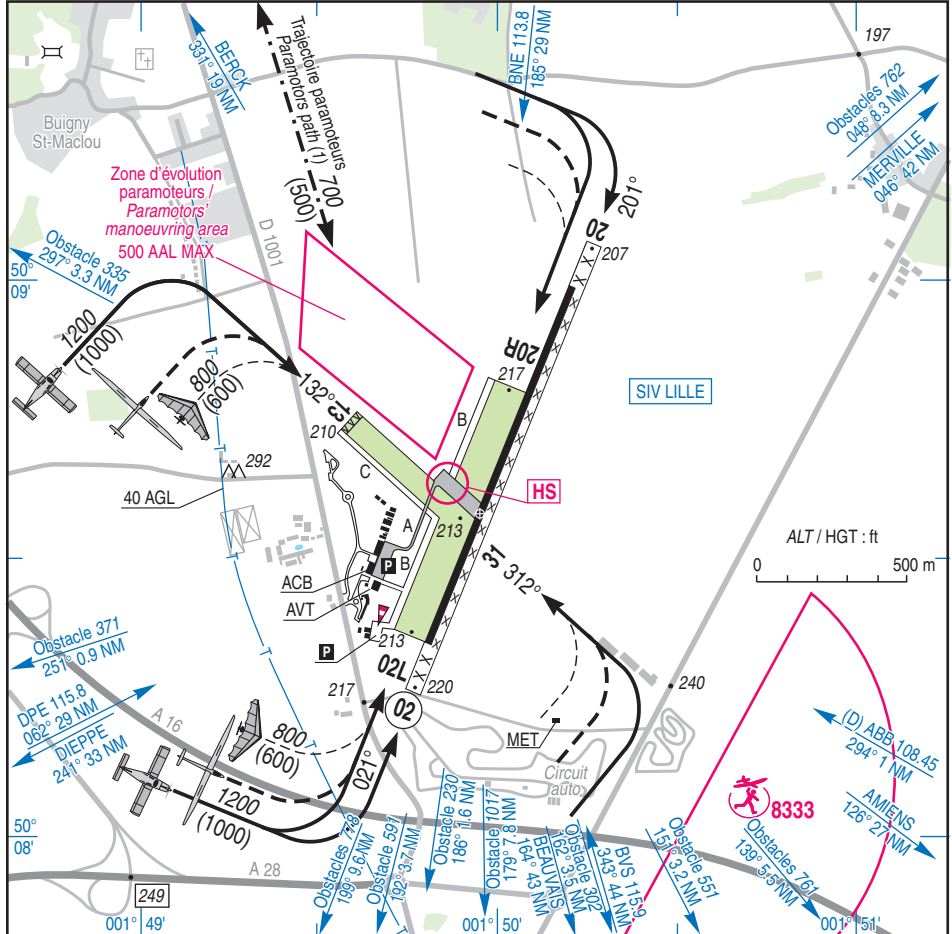 BERCK
331° 19 NM
Trajectoire paramoteurs
Paramotors path (1)
700
(500)
BNE 113.8
185° 29 NM
197
Obstacles 762
048° 8.3 NM
MERVILLE
046° 42 NM
Buigny
St-Maclou
Zone d'évolution
paramoteurs /
Paramotors'
manoeuvring area
500 AAL MAX
D 1001
201°
20
207
50°
09'
Obstacle 335
297° 3.3 NM
1200
(1000)
800
(600)
132°
13
210
20R
217
B
SIV LILLE
292
40 AGL
C
HS
A
213
B
P
ACB
AVT
P
213
31
312°
ALT / HGT : ft
0
500 m
02L
220
217
02
240
Obstacle 371
251° 0.9 NM
DPE 115.8
062° 29 NM
DIEPPE
241° 33 NM
A 16
800
(600)
021°
1200
(1000)
MET
Circuit
auto
(D) ABB 108.45
294° 1 NM
8333
AMIENS
126° 27 NM
50°
08'
A 28
249
Obstacles 778
199° 9.6 NM
Obstacle 591
192° 3.7 NM
Obstacle 230
186° 1.6 NM
Obstacle 1017
179° 7.8 NM
BEAUVAIS
164° 43 NM
Obstacle 302
162° 3.5 NM
BVS 115.9
343° 44 NM
Obstacle 551
151° 3.2 NM
Obstacles 761
139° 5.5 NM
001° 49'
001° 50'
001° 51'
T
T
T
T